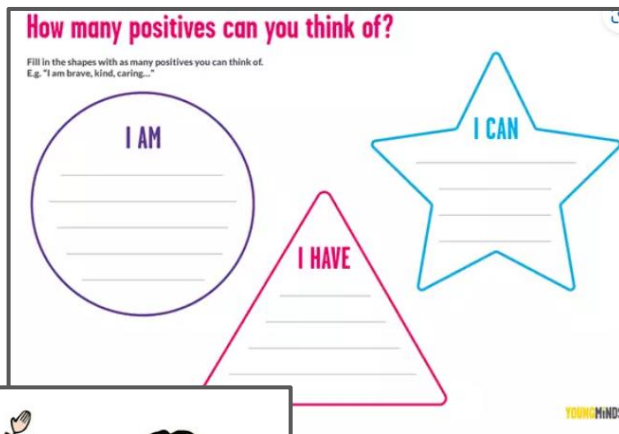 How many positives can you think of?
Fill in the shapes with as many positives you can think of.
E.g. "I am brave, kind, caring..."
I AM
I CAN
I HAVE
YOUNGMINDS